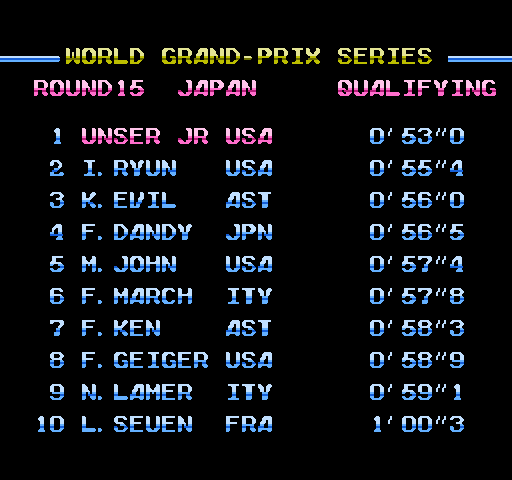 WORLD GRAND-PRIX SERIES
ROUND15 JAPAN QUALIFYING
1 UNSER JR USA 0'53"0
2 I. RYUN USA 0'55"4
3 K. EVIL AST 0'56"0
4 F. DANDY JPN 0'56"5
5 M. JOHN USA 0'57"4
6 F. MARCH ITY 0'57"8
7 F. KEN AST 0'58"3
8 F. GEIGER USA 0'58"9
9 N. LAMER ITY 0'59"1
10 L. SEVEN FRA 1'00"3